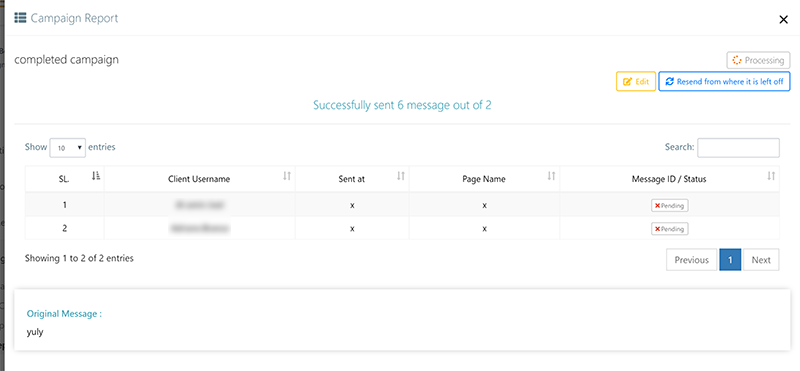 Campaign Report
completed campaign
Processing
Edit
Resend from where it is left off
Successfully sent 6 message out of 2
Show 10 entries
Search:
SL. Client Username Sent at Page Name Message ID / Status
1 x x Pending
2 x x Pending
Showing 1 to 2 of 2 entries
Previous 1 Next
Original Message :
yuly